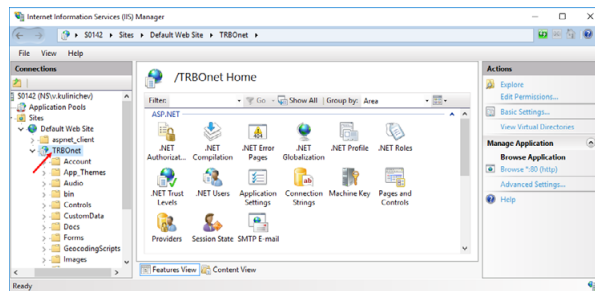 Internet Information Services (IIS) Manager
S0142 Sites Default Web Site TRBOnet
File View Help
Connections
S0142 (NS\v.kulinichev)
Application Pools
Sites
Default Web Site
aspnet_client
TRBOnet
Account
App_Themes
Audio
bin
Controls
CustomData
Docs
Forms
GeocodingScripts
Images
/TRBOnet Home
Filter: Go Show All Group by: Area
ASP.NET
.NET Authorizat...
.NET Compilation
.NET Error Pages
.NET Globalization
.NET Profile
.NET Roles
.NET Trust Levels
.NET Users
Application Settings
Connection Strings
Machine Key
Pages and Controls
Providers
Session State
SMTP E-mail
Features View Content View
Actions
Explore
Edit Permissions...
Basic Settings...
View Virtual Directories
Manage Application
Browse Application
Browse *:80 (http)
Advanced Settings...
Help
Ready